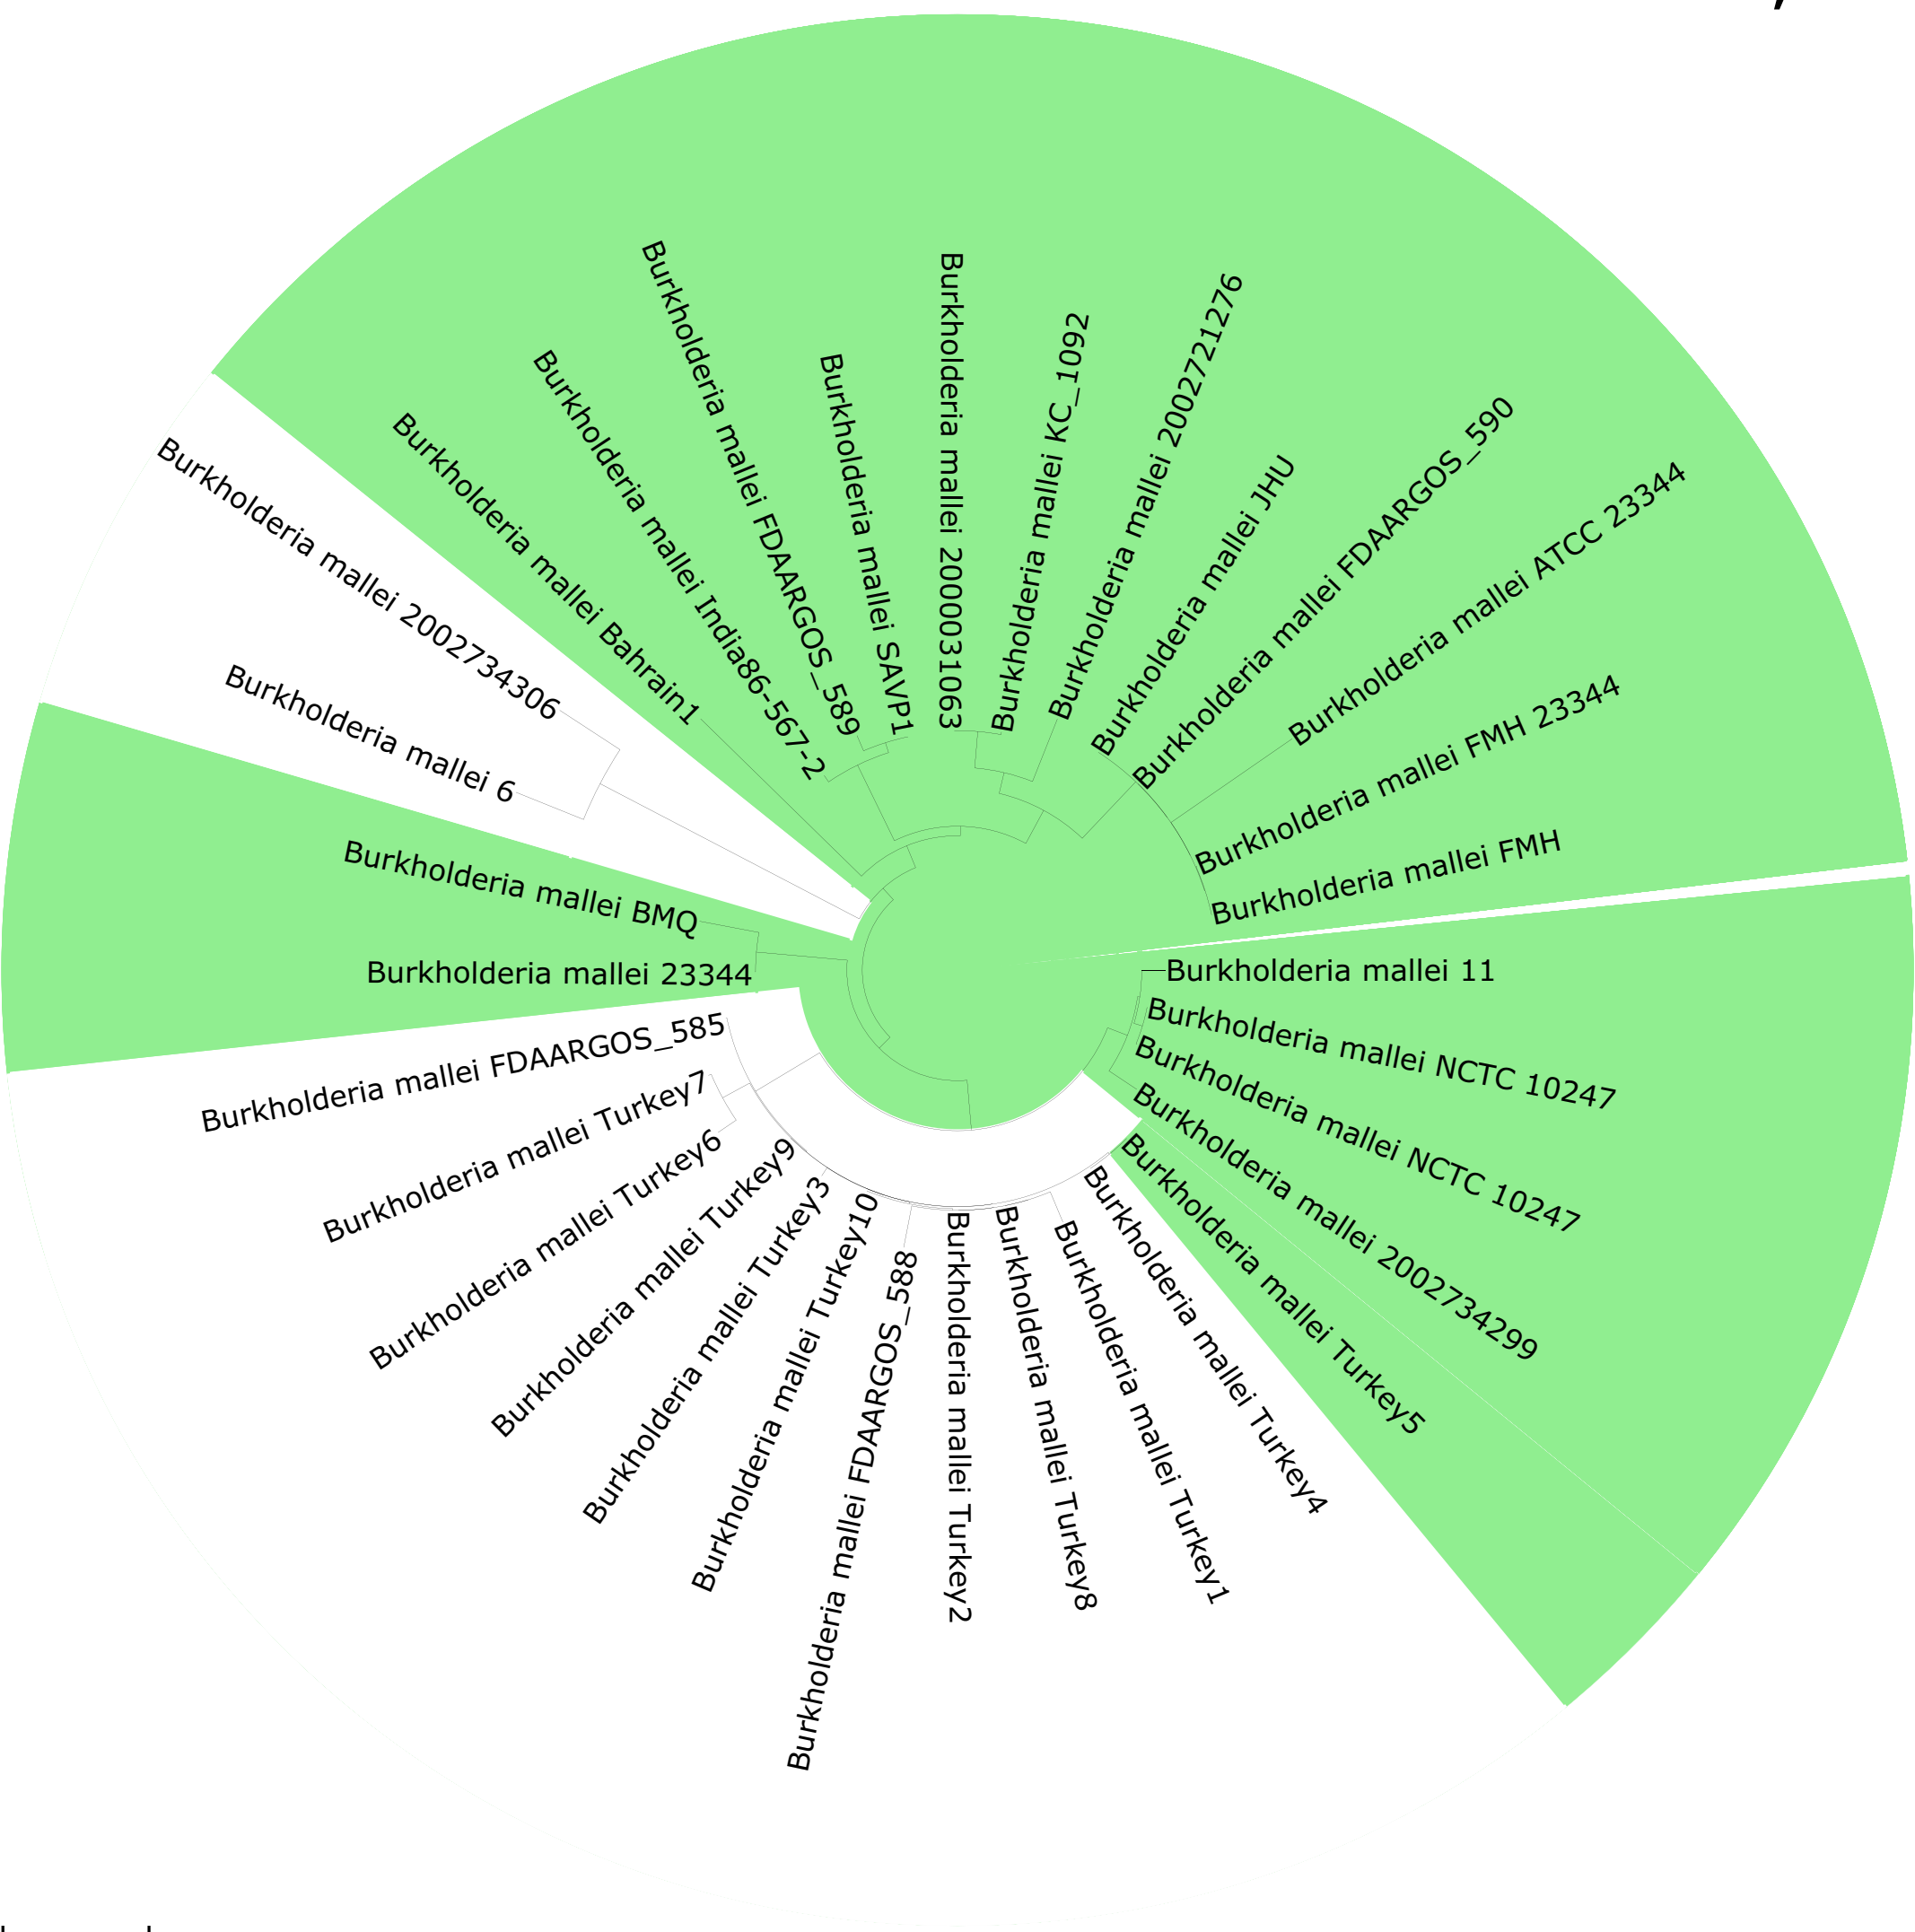 Burkholderia mallei 2002734306
Burkholderia mallei 6
Burkholderia mallei Bahrain1
Burkholderia mallei India86-567-2
Burkholderia mallei FDAARGOS_589
Burkholderia mallei SAVP1
Burkholderia mallei 2000031063
Burkholderia mallei KC_1092
Burkholderia mallei 2002721276
Burkholderia mallei JHU
Burkholderia mallei FDAARGOS_590
Burkholderia mallei ATCC 23344
Burkholderia mallei FMH 23344
Burkholderia mallei FMH
Burkholderia mallei 11
Burkholderia mallei NCTC 10247
Burkholderia mallei NCTC 10247
Burkholderia mallei 2002734299
Burkholderia mallei Turkey5
Burkholderia mallei Turkey4
Burkholderia mallei Turkey1
Burkholderia mallei Turkey8
Burkholderia mallei Turkey2
Burkholderia mallei FDAARGOS_588
Burkholderia mallei Turkey10
Burkholderia mallei Turkey3
Burkholderia mallei Turkey9
Burkholderia mallei Turkey6
Burkholderia mallei Turkey7
Burkholderia mallei FDAARGOS_585
Burkholderia mallei 23344
Burkholderia mallei BMQ